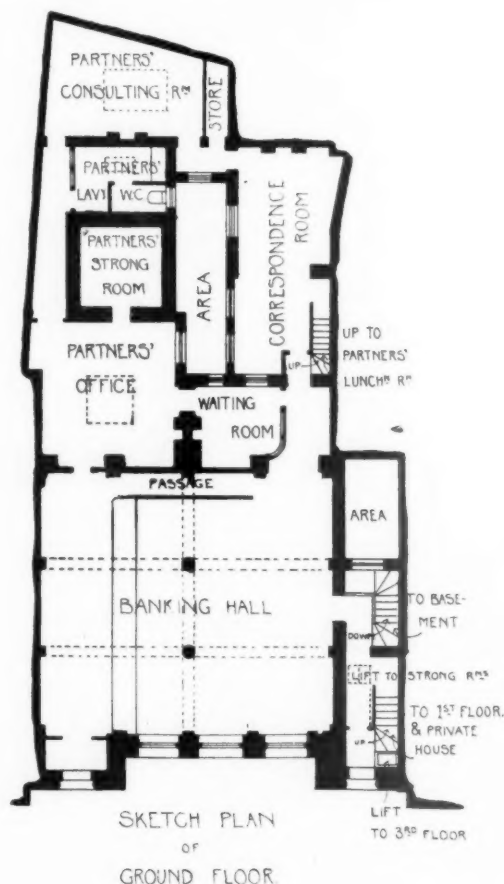 PARTNERS'
CONSULTING RM
STORE
PARTNERS'
LAVY W.C
PARTNERS'
STRONG
ROOM
AREA
CORRESPONDENCE
ROOM
UP TO
PARTNERS'
LUNCHN RM
UP
PARTNERS'
OFFICE
WAITING
ROOM
PASSAGE
AREA
BANKING HALL
TO BASE-
MENT
DOWN
LIFT TO STRONG RMS
TO 1ST FLOOR
& PRIVATE
HOUSE
UP
LIFT
TO 3RD FLOOR
SKETCH PLAN
OF
GROUND FLOOR.